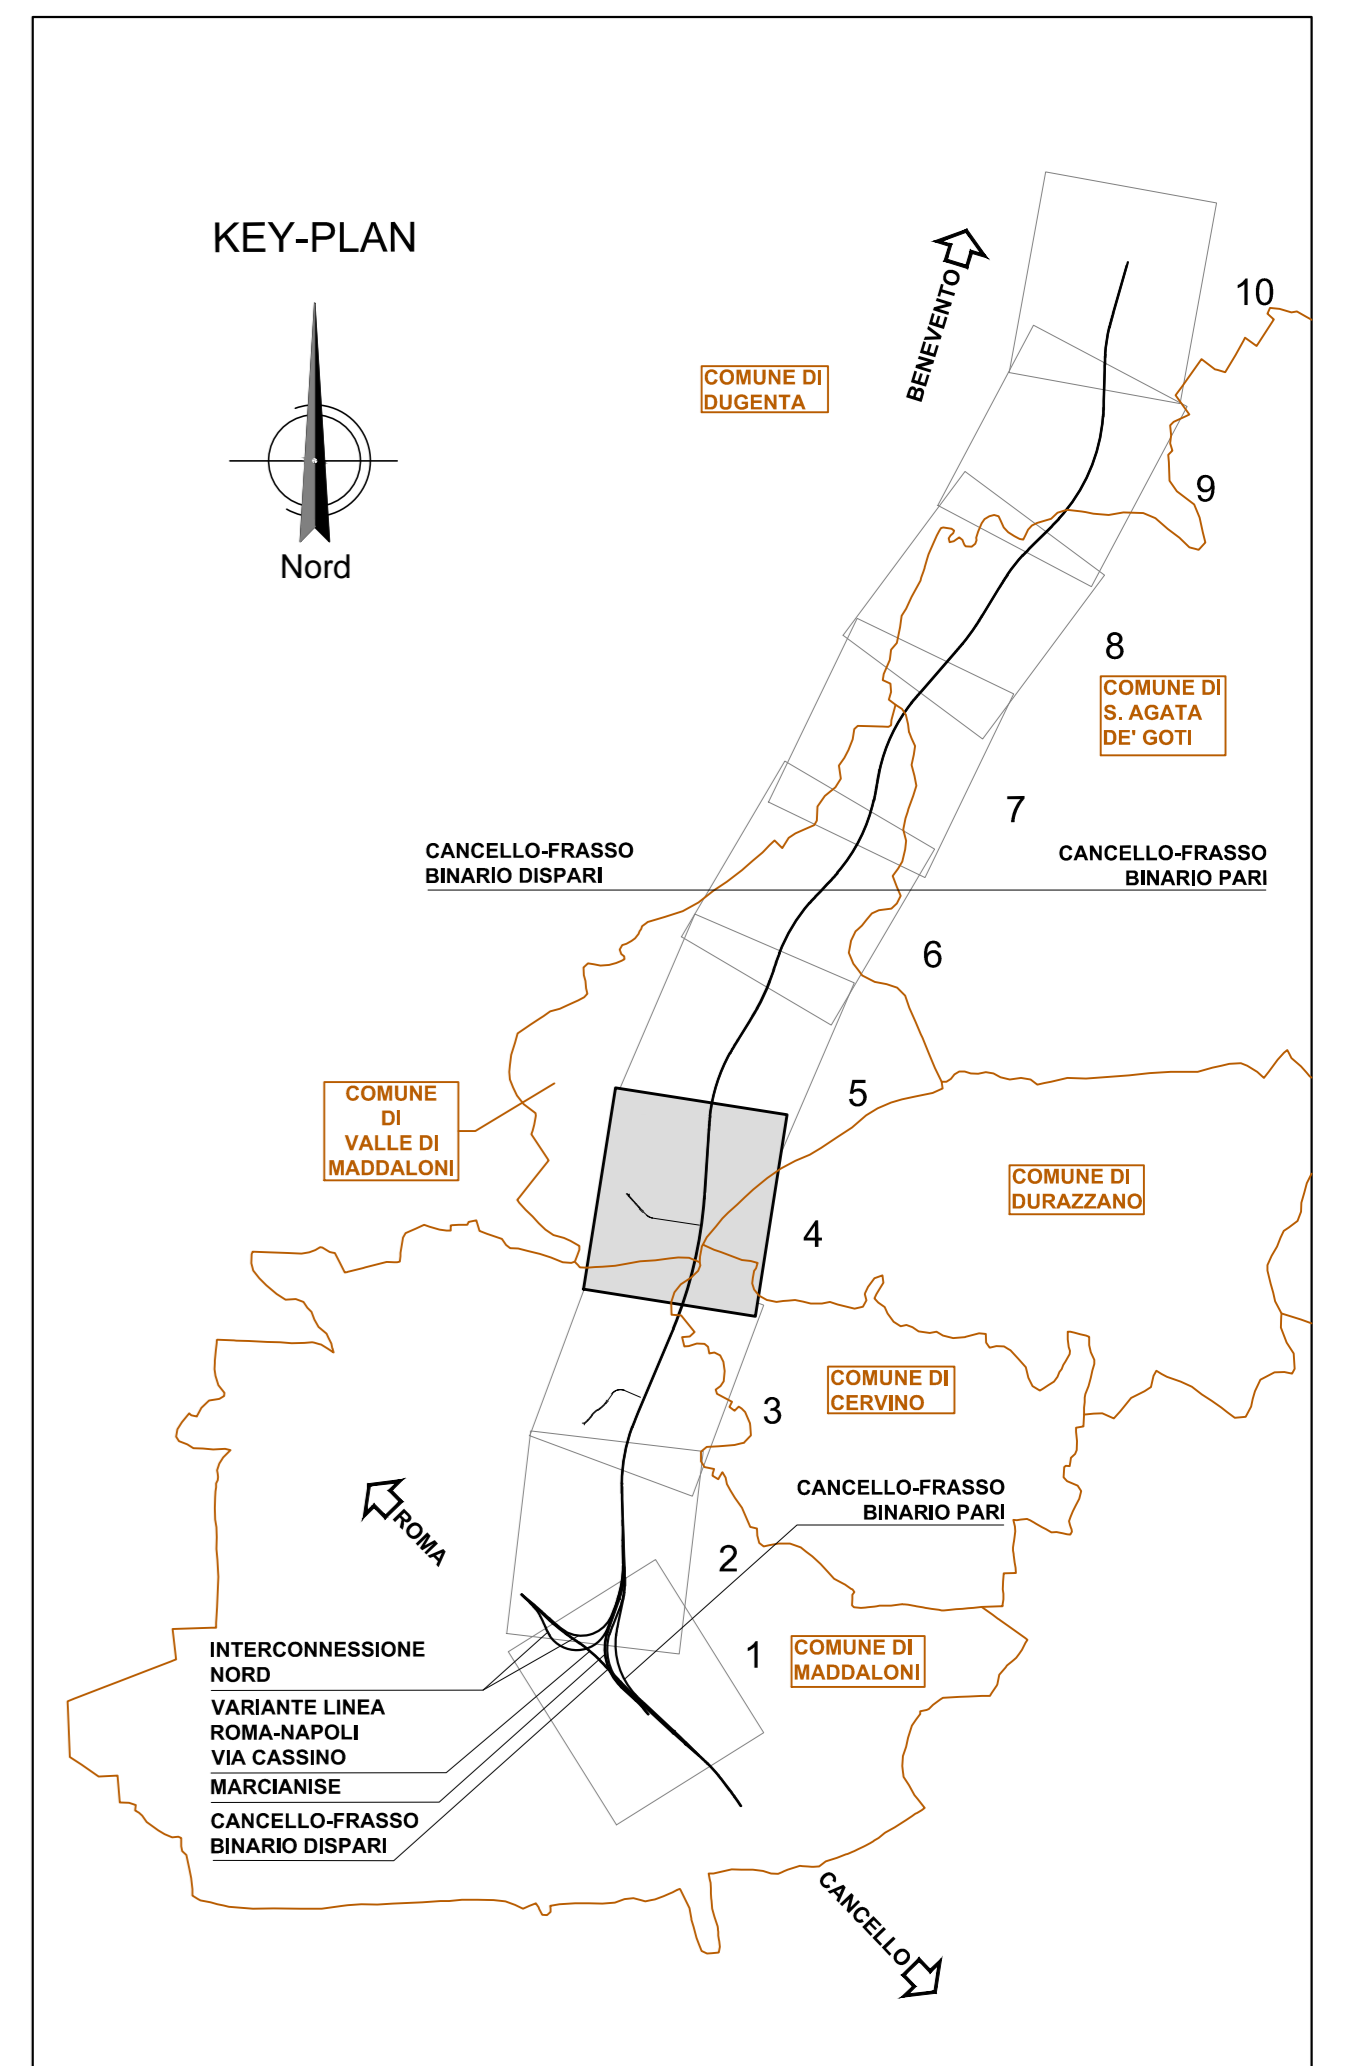 KEY-PLAN
Nord
BENEVENTO
10
COMUNE DI
DUGENTA
9
8
COMUNE DI
S. AGATA
DE' GOTI
7
CANCELLO-FRASSO
BINARIO DISPARI
CANCELLO-FRASSO
BINARIO PARI
6
5
COMUNE
DI
VALLE DI
MADDALONI
COMUNE DI
DURAZZANO
4
COMUNE DI
CERVINO
3
CANCELLO-FRASSO
BINARIO PARI
ROMA
2
1
COMUNE DI
MADDALONI
INTERCONNESSIONE
NORD
VARIANTE LINEA
ROMA-NAPOLI
VIA CASSINO
MARCIANISE
CANCELLO-FRASSO
BINARIO DISPARI
CANCELLO